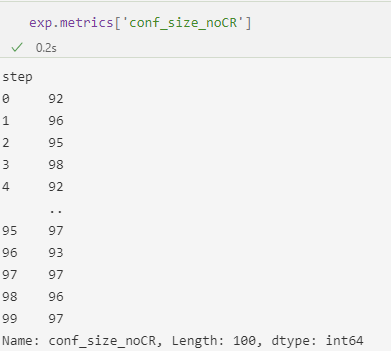 exp.metrics['conf_size_noCR']
0.2s
step
0 92
1 96
2 95
3 98
4 92
..
95 97
96 93
97 97
98 96
99 97
Name: conf_size_noCR, Length: 100, dtype: int64